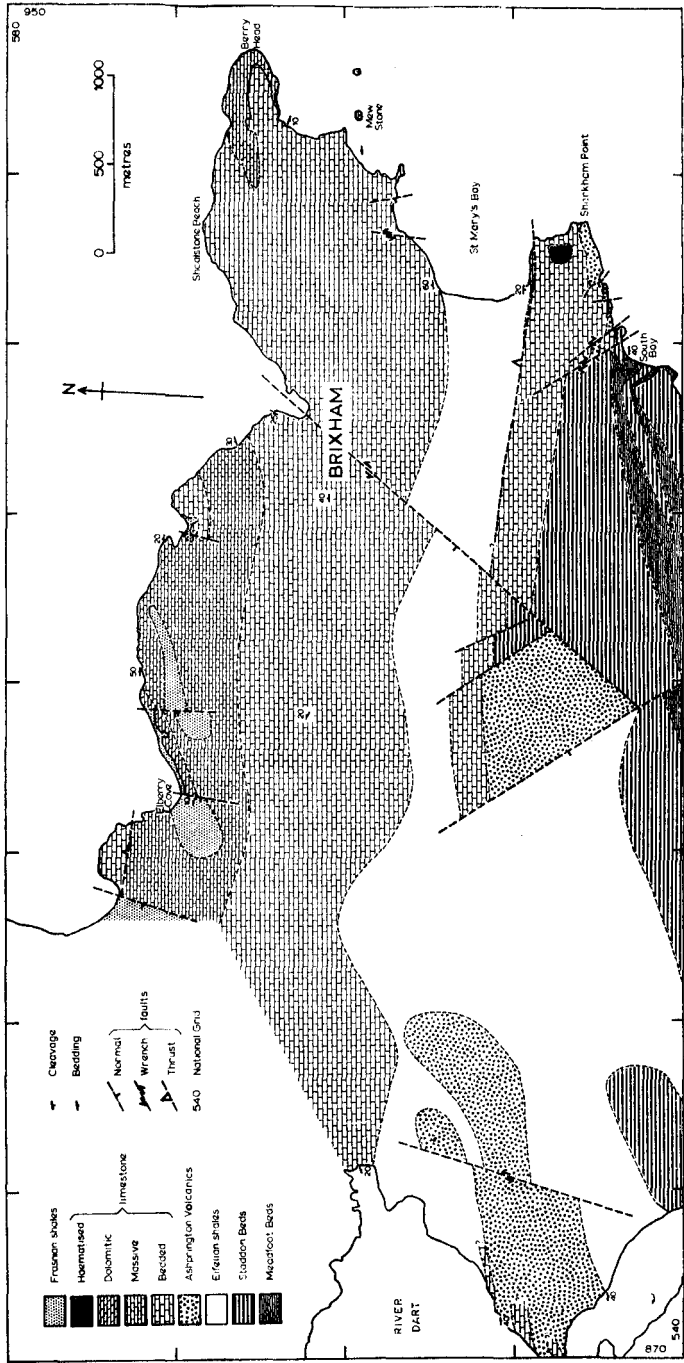 580
950
N
0 500 1000
metres
Berry
Head
Shoalstone Beach
Mew
Stone
St Mary's Bay
Sharkham Point
South
Bay
BRIXHAM
Elberry
Cove
RIVER
DART
Frasnian shales
Haematised
Dolomitic
Massive
Bedded
limestone
Ashprington Volcanics
Eifelian shales
Staddon Beds
Meadfoot Beds
Cleavage
Bedding
Normal
Wrench
Thrust
faults
540 National Grid
870
540